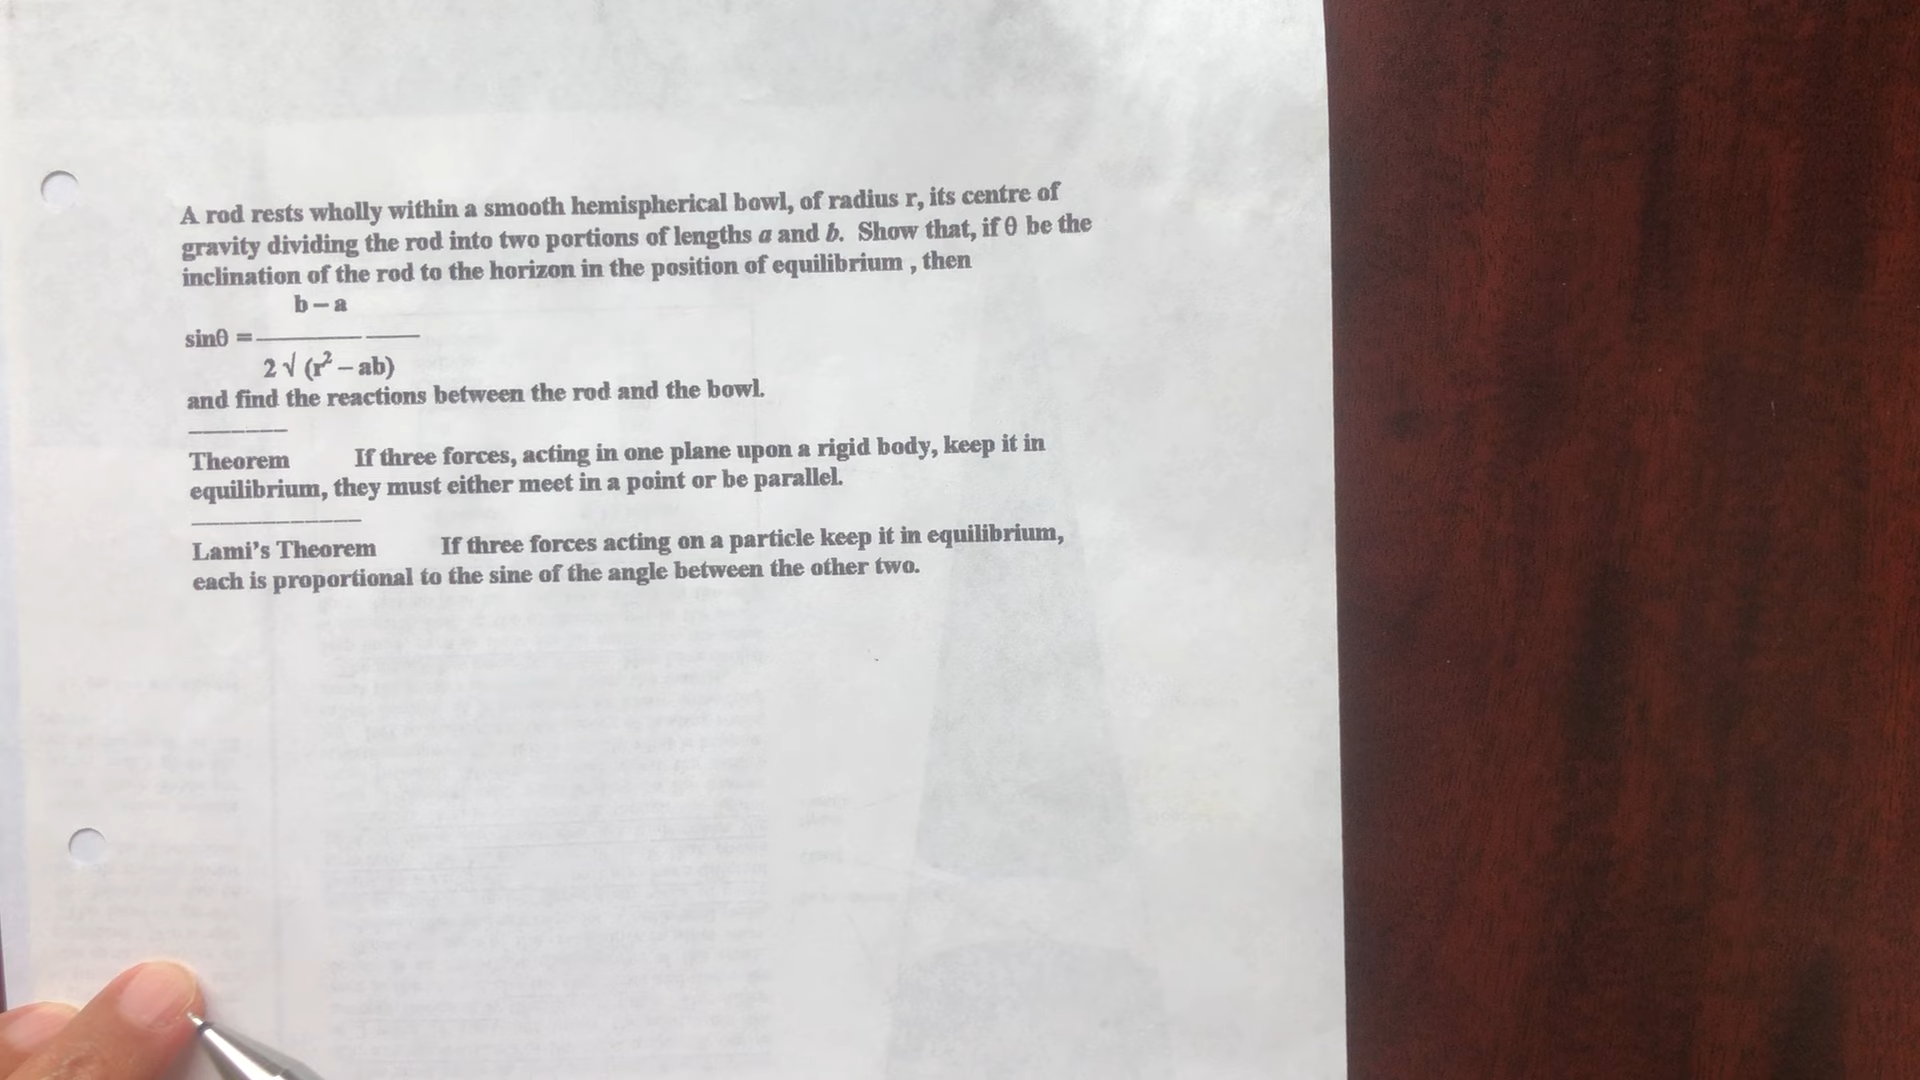 A rod rests wholly within a smooth hemispherical bowl, of radius r, its centre of
gravity dividing the rod into two portions of lengths a and b. Show that, if θ be the
inclination of the rod to the horizon in the position of equilibrium , then
b – a
sinθ = ——————
2 √ (r² – ab)
and find the reactions between the rod and the bowl.
Theorem If three forces, acting in one plane upon a rigid body, keep it in
equilibrium, they must either meet in a point or be parallel.
Lami's Theorem If three forces acting on a particle keep it in equilibrium,
each is proportional to the sine of the angle between the other two.